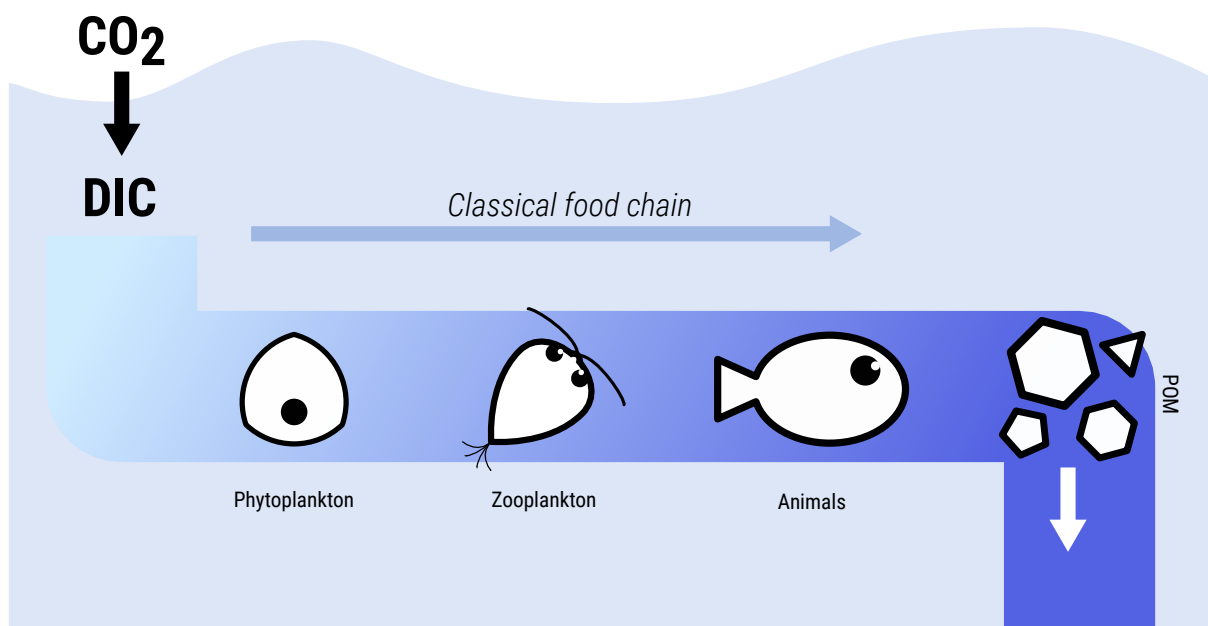 CO2
DIC
Classical food chain
POM
Phytoplankton
Zooplankton
Animals